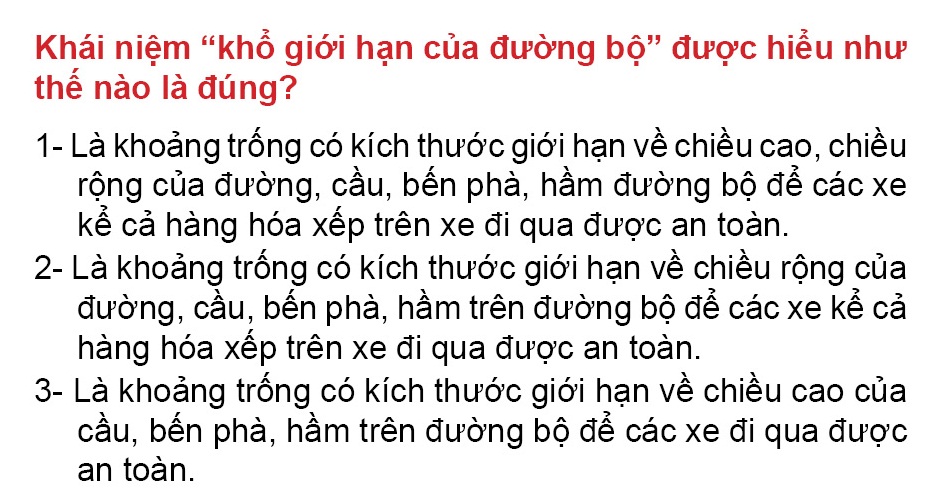 Khái niệm “khổ giới hạn của đường bộ” được hiểu như
thế nào là đúng?
1- Là khoảng trống có kích thước giới hạn về chiều cao, chiều
rộng của đường, cầu, bến phà, hầm đường bộ để các xe
kể cả hàng hóa xếp trên xe đi qua được an toàn.
2- Là khoảng trống có kích thước giới hạn về chiều rộng của
đường, cầu, bến phà, hầm trên đường bộ để các xe kể cả
hàng hóa xếp trên xe đi qua được an toàn.
3- Là khoảng trống có kích thước giới hạn về chiều cao của
cầu, bến phà, hầm trên đường bộ để các xe đi qua được
an toàn.